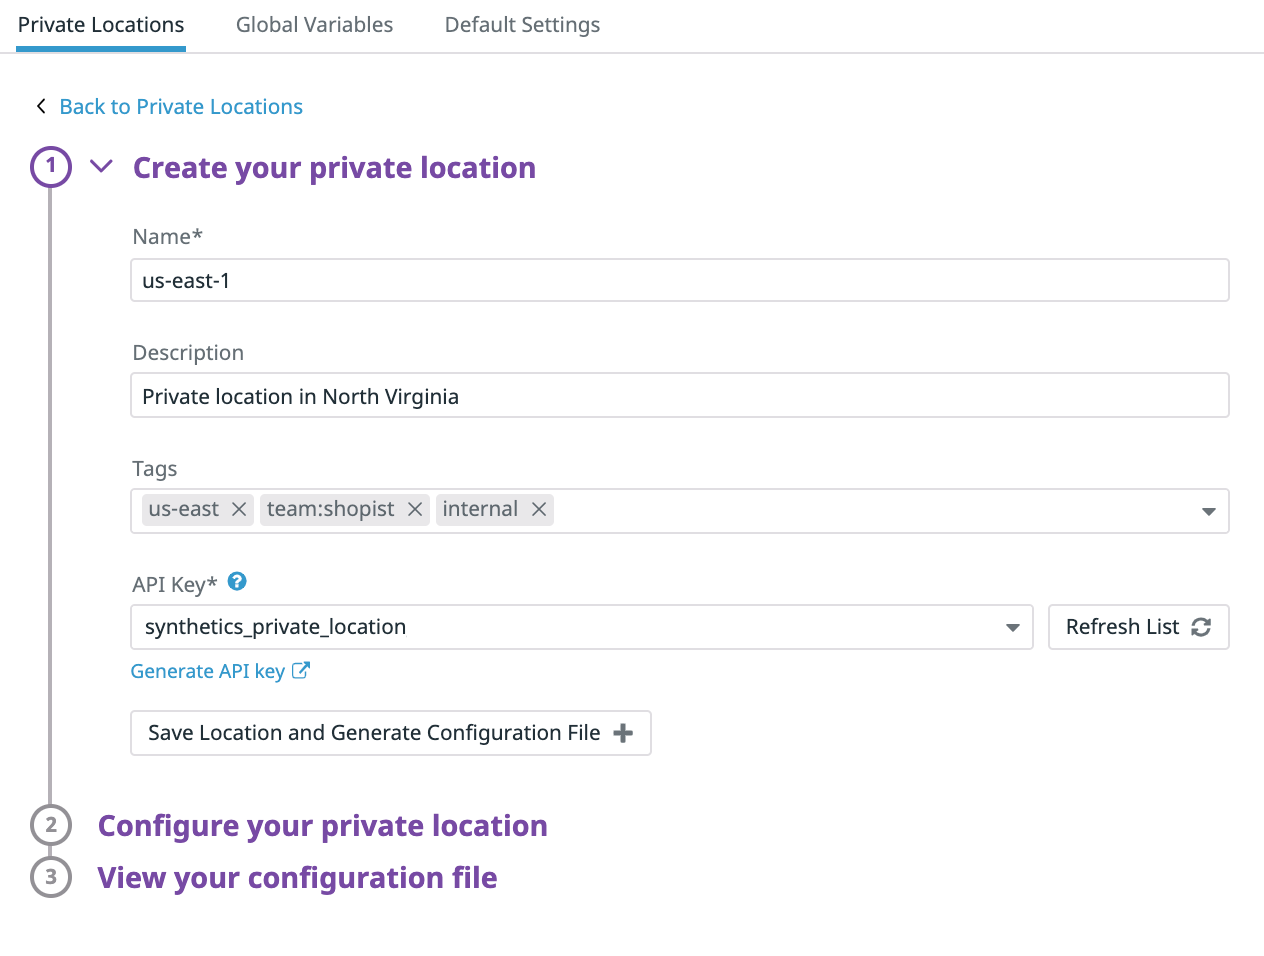 Private Locations Global Variables Default Settings
Back to Private Locations
1 Create your private location
Name*
us-east-1
Description
Private location in North Virginia
Tags
us-east team:shopist internal
API Key* ?
synthetics_private_location Refresh List
Generate API key
Save Location and Generate Configuration File
2 Configure your private location
3 View your configuration file